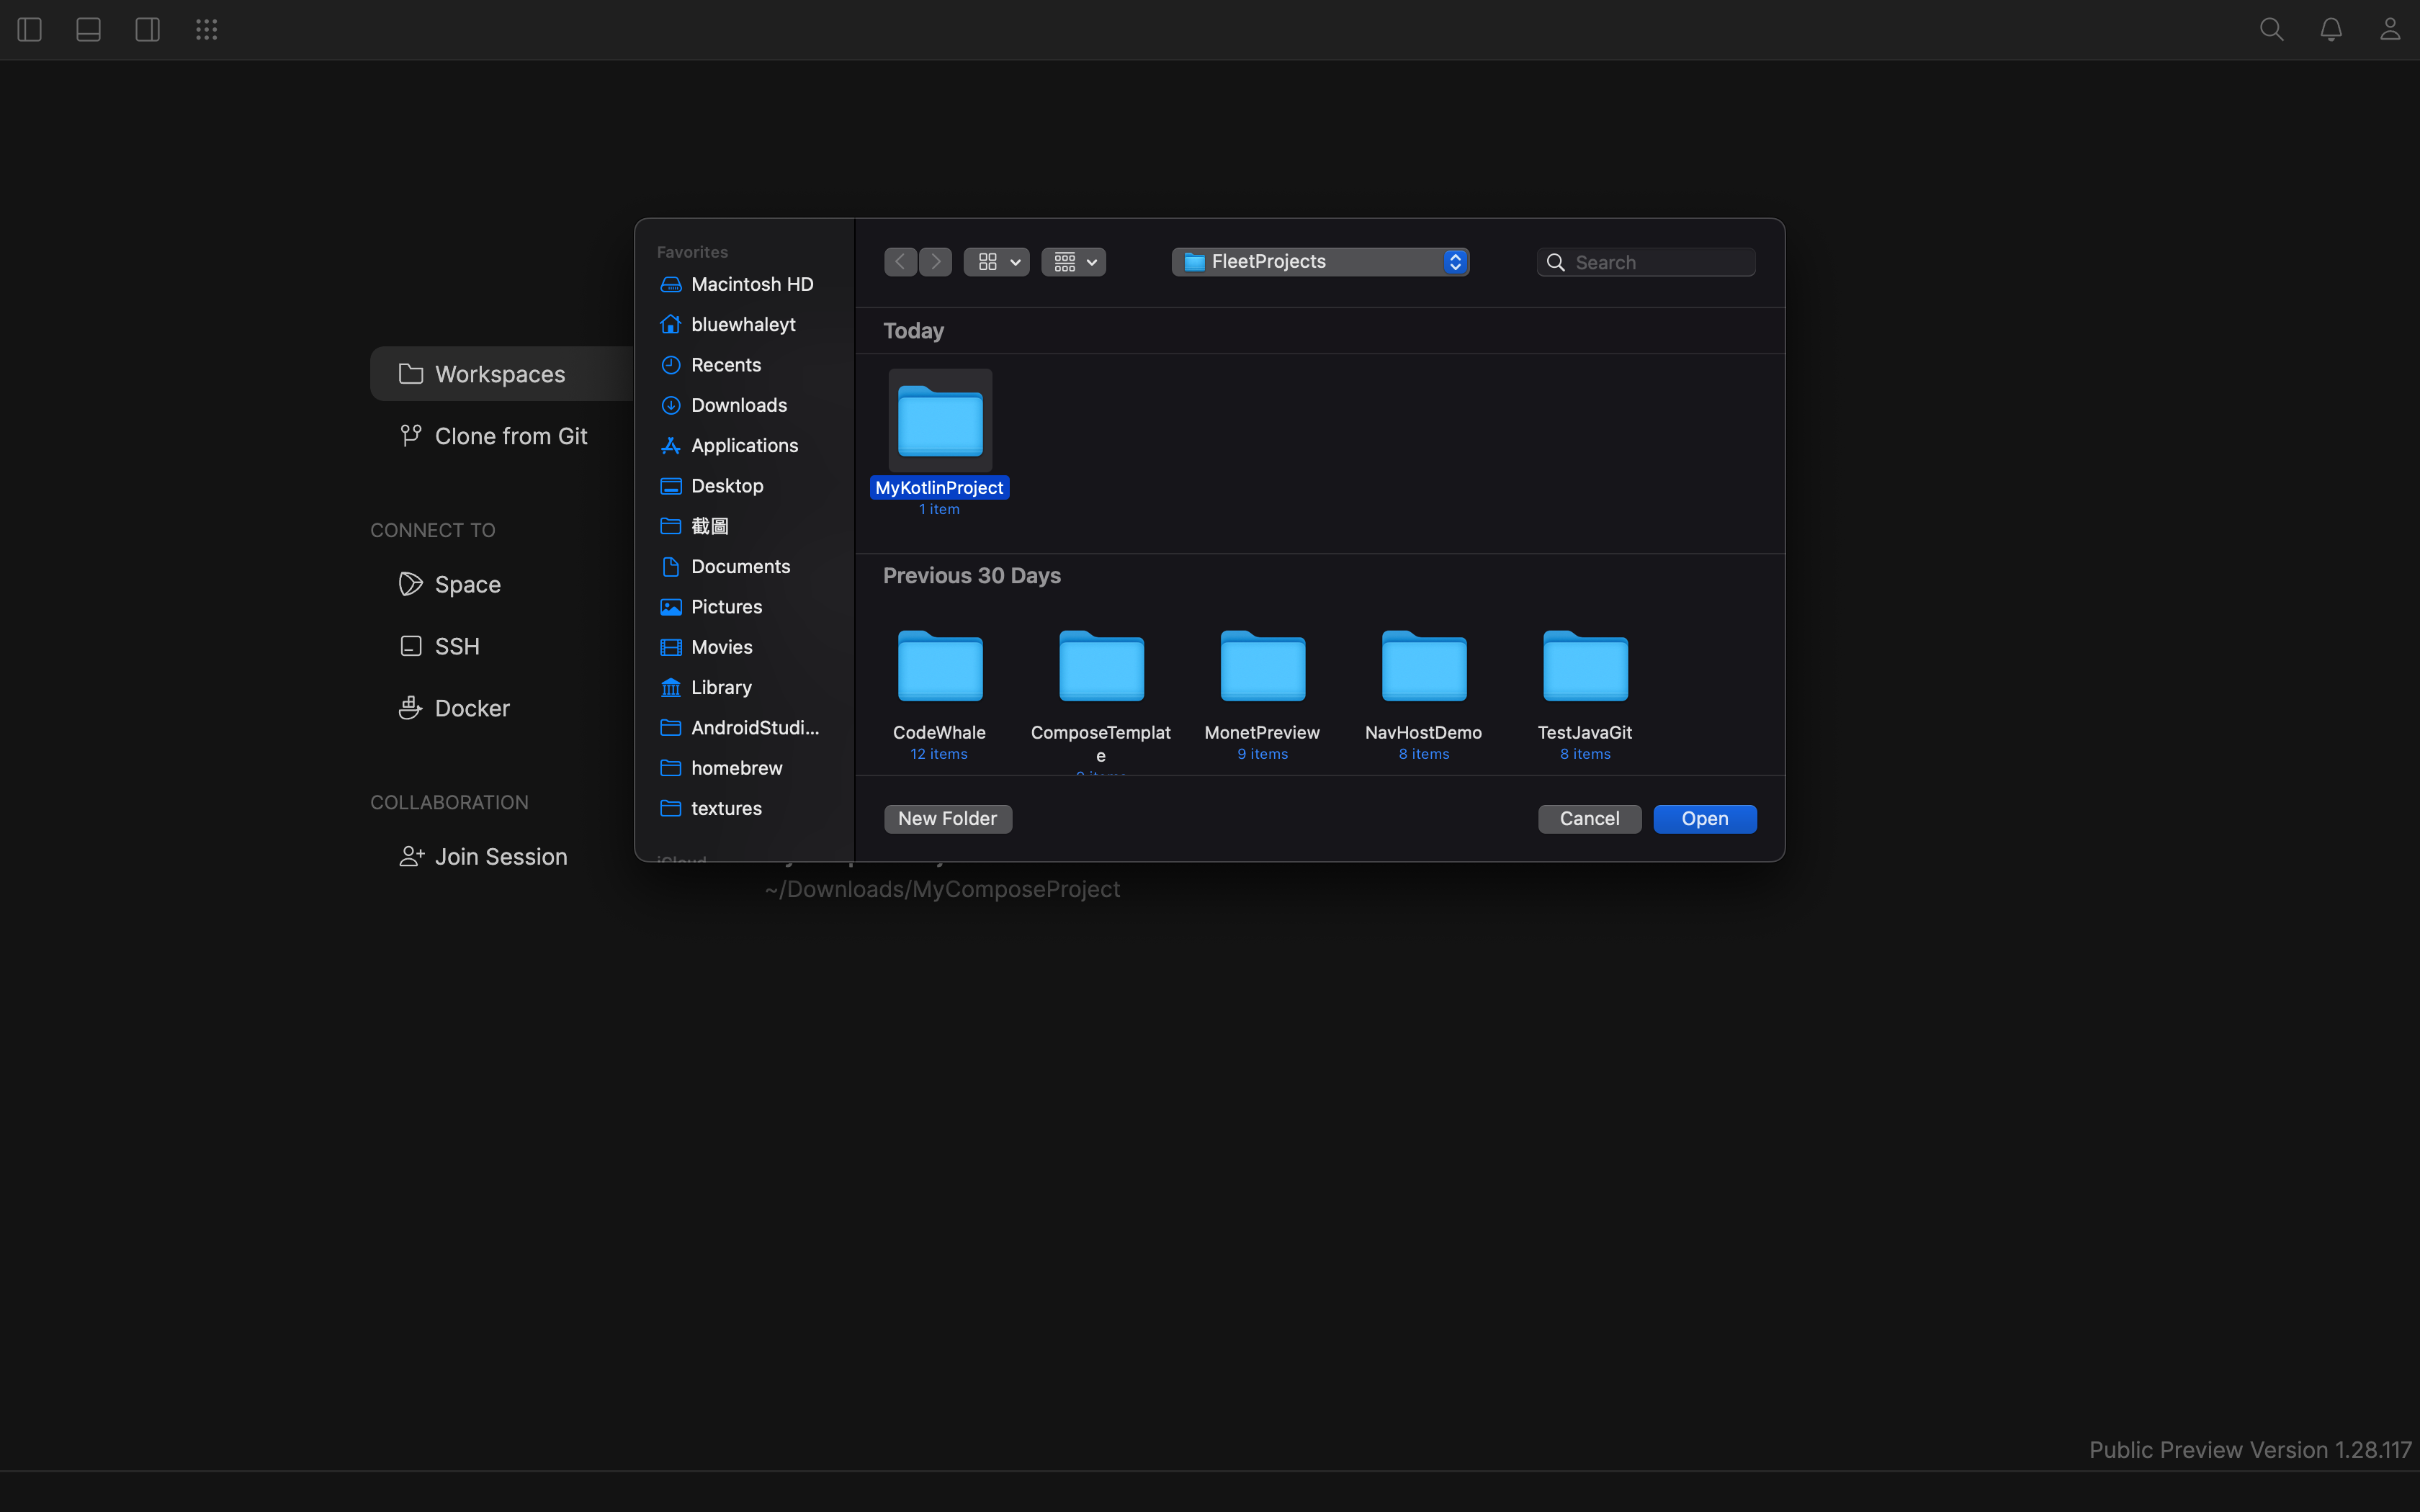 Workspaces
Clone from Git
CONNECT TO
Space
SSH
Docker
COLLABORATION
Join Session
Favorites
Macintosh HD
bluewhaleyt
Recents
Downloads
Applications
Desktop
截圖
Documents
Pictures
Movies
Library
AndroidStudi...
homebrew
textures
iCloud
FleetProjects
Search
Today
MyKotlinProject
1 item
Previous 30 Days
CodeWhale
12 items
ComposeTemplat
e
MonetPreview
9 items
NavHostDemo
8 items
TestJavaGit
8 items
New Folder
Cancel
Open
~/Downloads/MyComposeProject
Public Preview Version 1.28.117